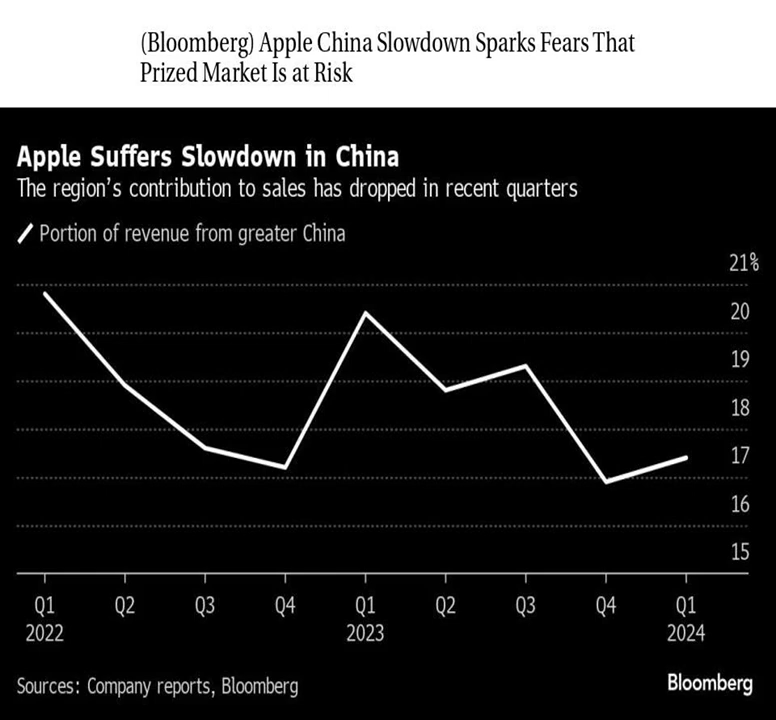 (Bloomberg) Apple China Slowdown Sparks Fears That
Prized Market Is at Risk
Apple Suffers Slowdown in China
The region's contribution to sales has dropped in recent quarters
Portion of revenue from greater China
21%
20
19
18
17
16
15
Q1 Q2 Q3 Q4 Q1 Q2 Q3 Q4 Q1
2022 2023 2024
Sources: Company reports, Bloomberg
Bloomberg